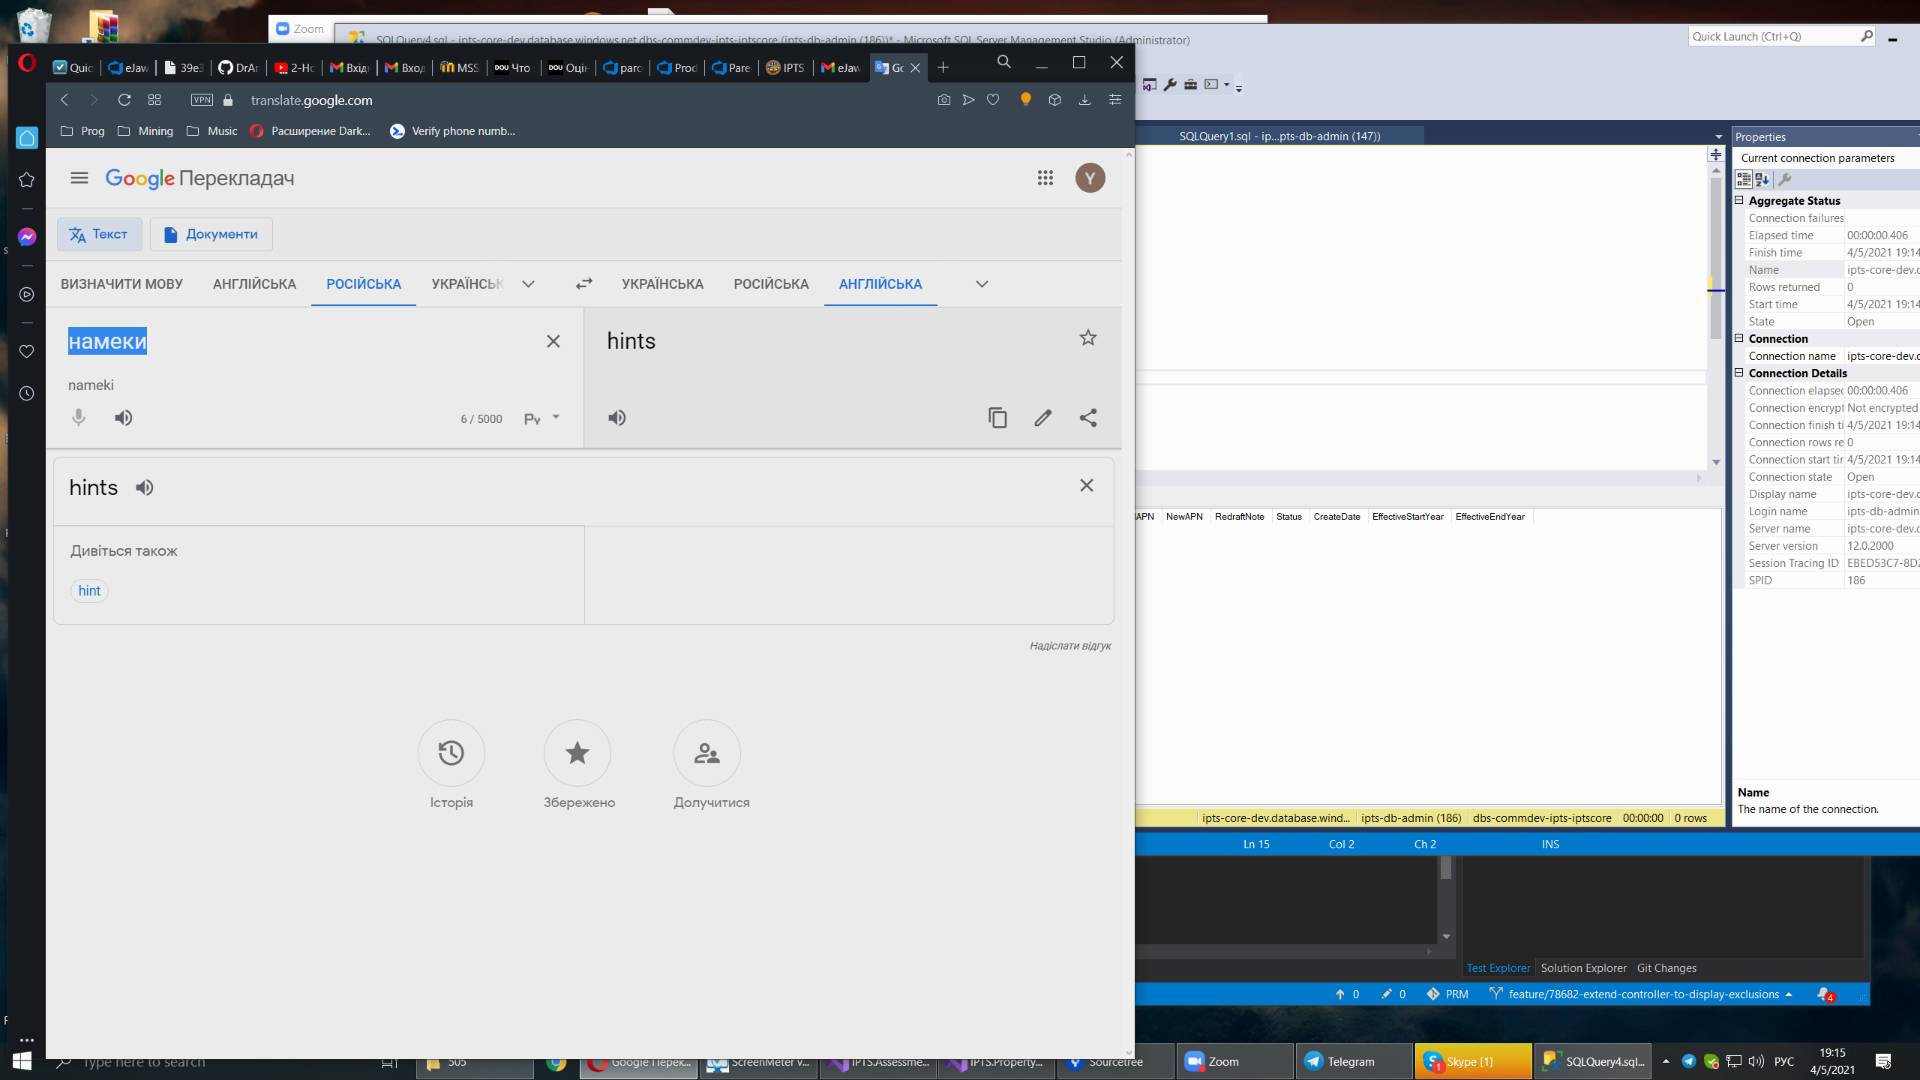 Zoom
SQLQuery4.sql - ipts-core-dev.database.windows.net.dbs-commdev-ipts-iptscore (ipts-db-admin (186))* - Microsoft SQL Server Management Studio (Administrator)
Quick Launch (Ctrl+Q)
Quic
eJaw
39e3
DrAr
2-Hc
Вхід
Вход
MSS
DOU Что
DOU Оцін
parc
Prod
Pare
IPTS
eJaw
Gc
VPN
translate.google.com
Prog
Mining
Music
Расширение Dark...
Verify phone numb...
SQLQuery1.sql - ip...pts-db-admin (147))
Google Перекладач
Y
Текст
Документи
ВИЗНАЧИТИ МОВУ
АНГЛІЙСЬКА
РОСІЙСЬКА
УКРАЇНСЬК
УКРАЇНСЬКА
РОСІЙСЬКА
АНГЛІЙСЬКА
намеки
nameki
6 / 5000
Ру
hints
hints
Дивіться також
hint
Надіслати відгук
Історія
Збережено
Долучитися
APN
NewAPN
RedraftNote
Status
CreateDate
EffectiveStartYear
EffectiveEndYear
Properties
Current connection parameters
Aggregate Status
Connection failures
Elapsed time 00:00:00.406
Finish time 4/5/2021 19:14
Name ipts-core-dev.c
Rows returned 0
Start time 4/5/2021 19:14
State Open
Connection
Connection name ipts-core-dev.c
Connection Details
Connection elapsec 00:00:00.406
Connection encrypt Not encrypted
Connection finish ti 4/5/2021 19:14
Connection rows re 0
Connection start tir 4/5/2021 19:14
Connection state Open
Display name ipts-core-dev.c
Login name ipts-db-admin
Server name ipts-core-dev.c
Server version 12.0.2000
Session Tracing ID EBED53C7-8D2
SPID 186
Name
The name of the connection.
ipts-core-dev.database.wind...
ipts-db-admin (186)
dbs-commdev-ipts-iptscore
00:00:00
0 rows
Ln 15
Col 2
Ch 2
INS
Test Explorer
Solution Explorer
Git Changes
0
0
PRM
feature/78682-extend-controller-to-display-exclusions
4
Type here to search
505
Google Перек...
ScreenMeter v...
IPTS.Assessme...
IPTS.Property...
Sourcetree
Zoom
Telegram
Skype [1]
SQLQuery4.sql...
РУС
19:15
4/5/2021